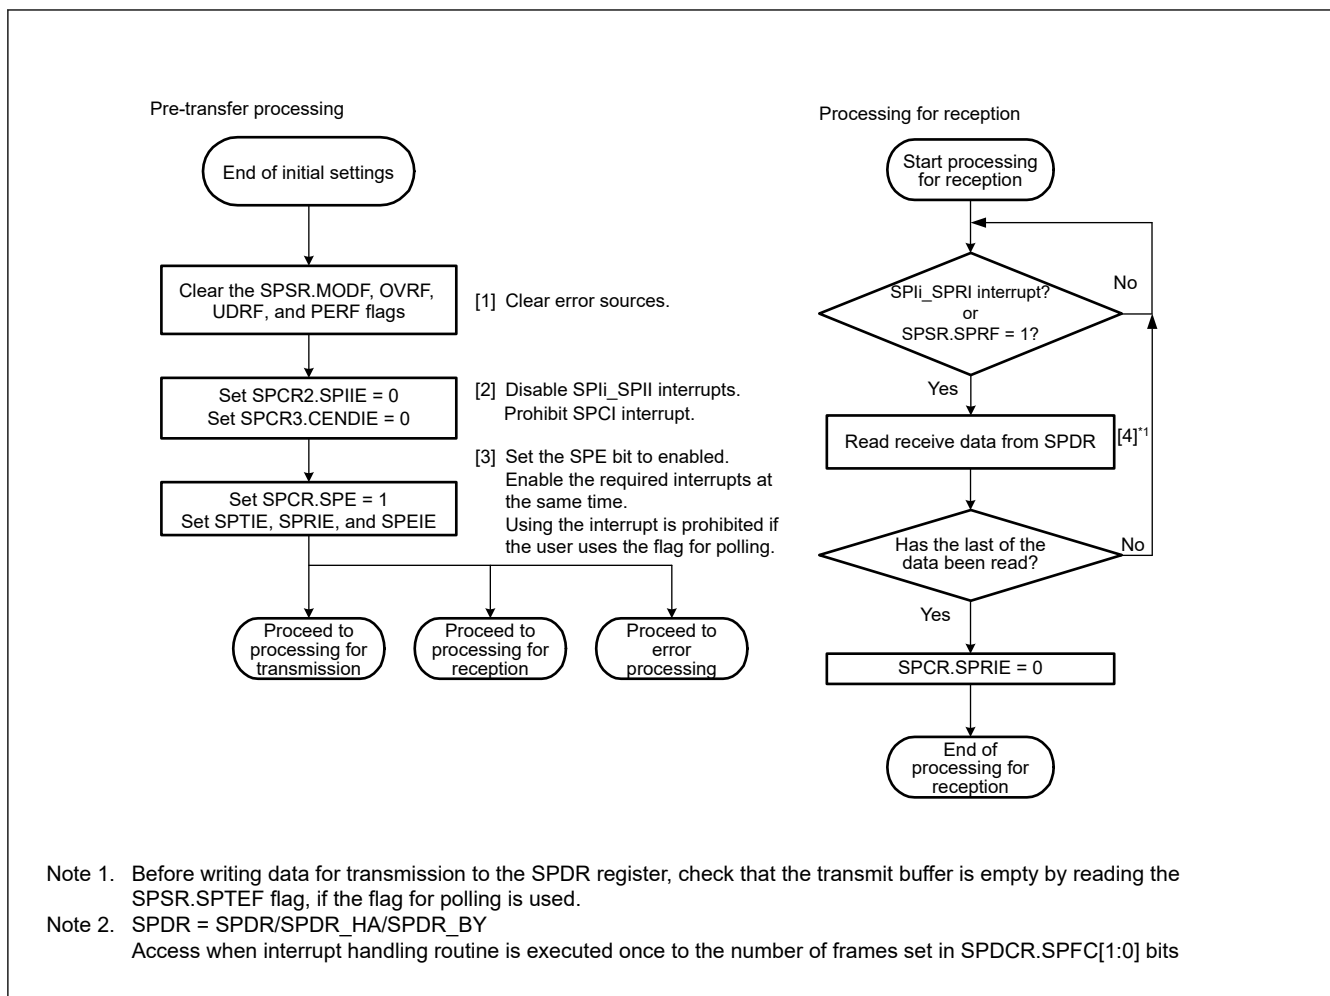 Pre-transfer processing
End of initial settings
Clear the SPSR.MODF, OVRF,
UDRF, and PERF flags
[1] Clear error sources.
Set SPCR2.SPIIE = 0
Set SPCR3.CENDIE = 0
[2] Disable SPIi_SPII interrupts.
Prohibit SPCI interrupt.
Set SPCR.SPE = 1
Set SPTIE, SPRIE, and SPEIE
[3] Set the SPE bit to enabled.
Enable the required interrupts at
the same time.
Using the interrupt is prohibited if
the user uses the flag for polling.
Proceed to
processing for
transmission
Proceed to
processing for
reception
Proceed to
error
processing
Processing for reception
Start processing
for reception
SPIi_SPRI interrupt?
or
SPSR.SPRF = 1?
No
Yes
Read receive data from SPDR
[4]*1
Has the last of the
data been read?
No
Yes
SPCR.SPRIE = 0
End of
processing for
reception
Note 1. Before writing data for transmission to the SPDR register, check that the transmit buffer is empty by reading the
SPSR.SPTEF flag, if the flag for polling is used.
Note 2. SPDR = SPDR/SPDR_HA/SPDR_BY
Access when interrupt handling routine is executed once to the number of frames set in SPDCR.SPFC[1:0] bits